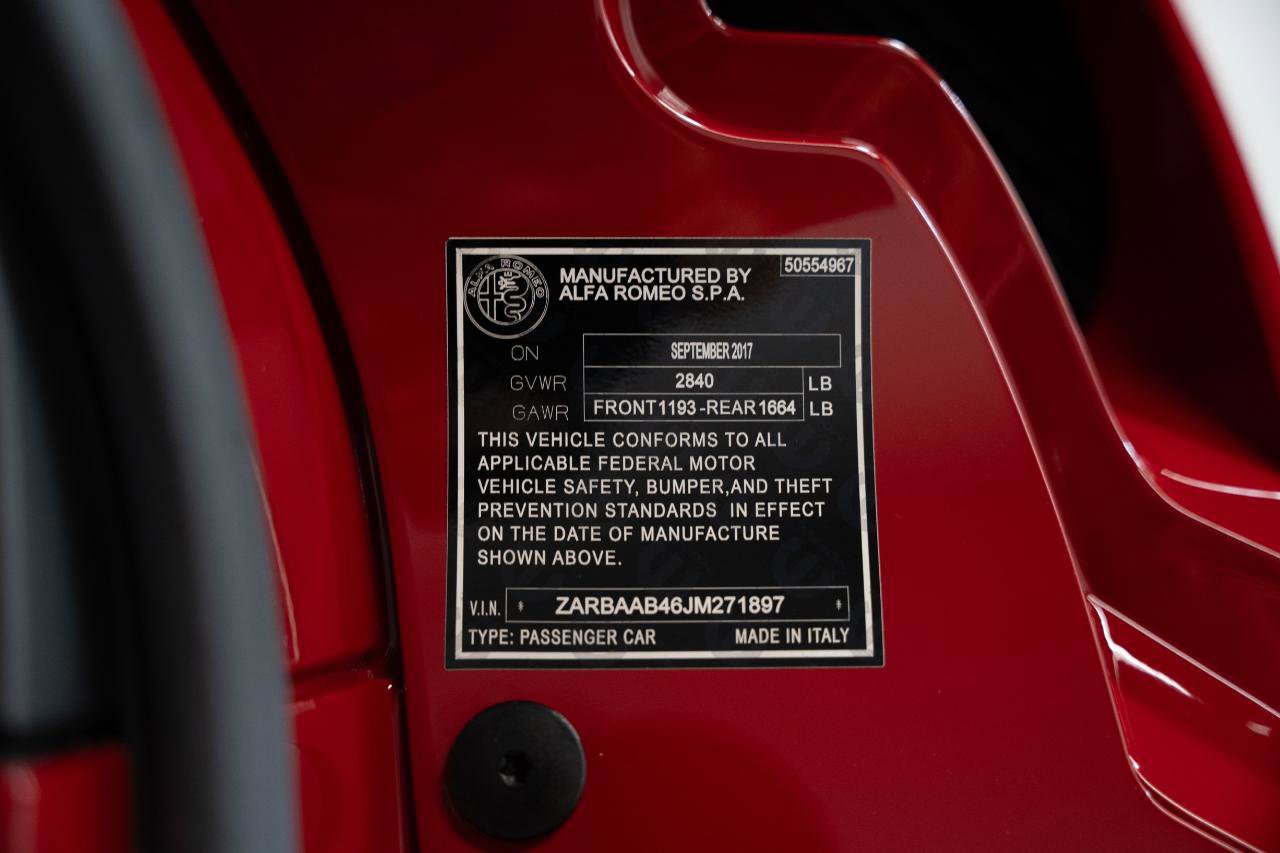 ALFA ROMEO
MANUFACTURED BY
ALFA ROMEO S.P.A.
50554967
ON SEPTEMBER 2017
GVWR 2840 LB
GAWR FRONT1193-REAR1664 LB
THIS VEHICLE CONFORMS TO ALL
APPLICABLE FEDERAL MOTOR
VEHICLE SAFETY, BUMPER,AND THEFT
PREVENTION STANDARDS IN EFFECT
ON THE DATE OF MANUFACTURE
SHOWN ABOVE.
V.I.N. * ZARBAAB46JM271897 *
TYPE: PASSENGER CAR MADE IN ITALY